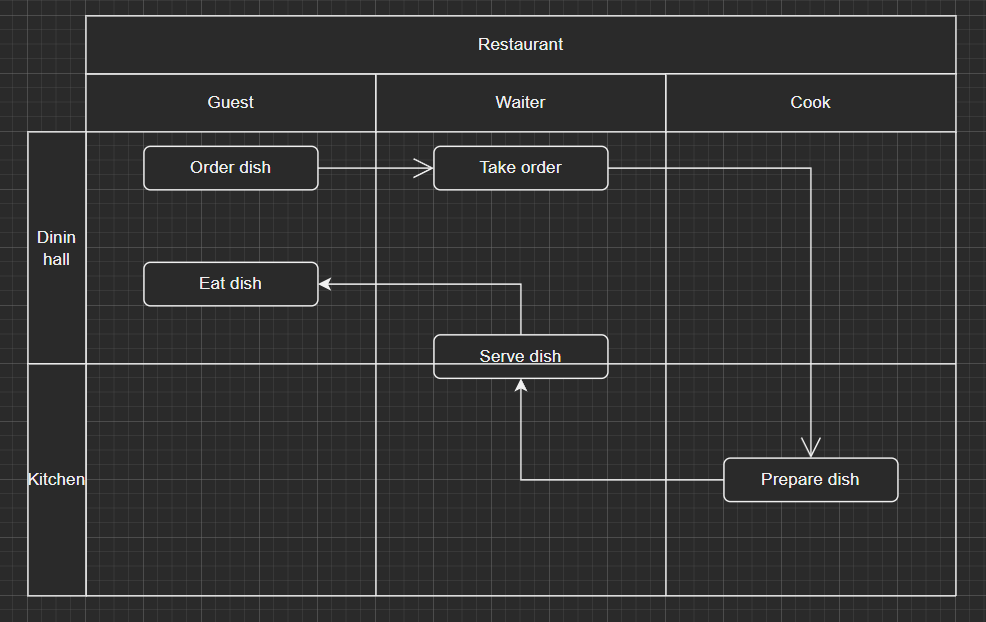 Restaurant
Guest
Waiter
Cook
Order dish
Take order
Dinin
hall
Eat dish
Serve dish
Kitchen
Prepare dish